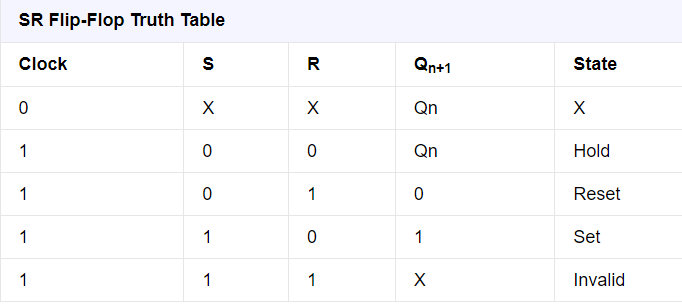 SR Flip-Flop Truth Table
Clock S R Qn+1 State
0 X X Qn X
1 0 0 Qn Hold
1 0 1 0 Reset
1 1 0 1 Set
1 1 1 X Invalid